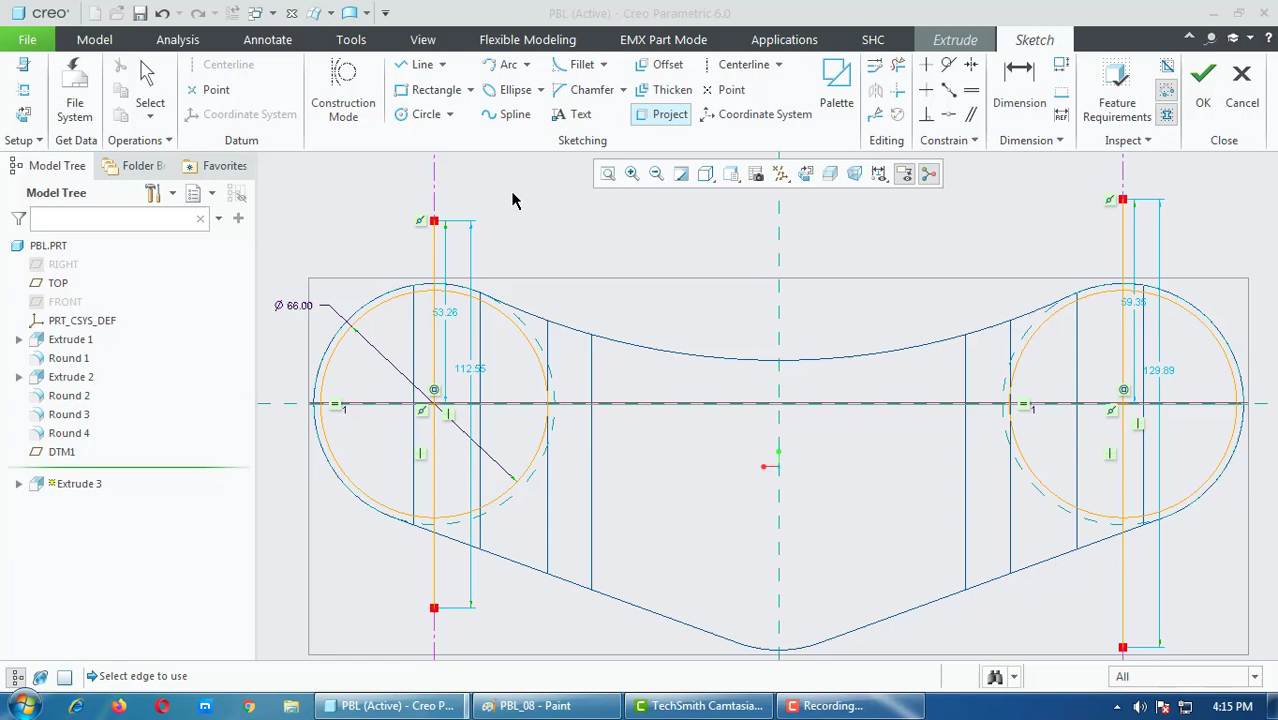 creo
PBL (Active) - Creo Parametric 6.0
File Model Analysis Annotate Tools View Flexible Modeling EMX Part Mode Applications SHC Extrude Sketch
Centerline Line Arc Fillet Offset Centerline
Point Rectangle Ellipse Chamfer Thicken Point
File System Select Coordinate System Construction Mode Circle Spline Text Project Coordinate System Palette Dimension Feature Requirements OK Cancel
Setup Get Data Operations Datum Sketching Editing Constrain Dimension Inspect Close
Model Tree Folder B Favorites
Model Tree
PBL.PRT
RIGHT
TOP
FRONT
PRT_CSYS_DEF
Extrude 1
Round 1
Extrude 2
Round 2
Round 3
Round 4
DTM1
Extrude 3
Ø 66.00
53.26
112.55
59.35
129.89
1
1
Select edge to use
All
PBL (Active) - Creo P... PBL_08 - Paint TechSmith Camtasia... Recording... 4:15 PM